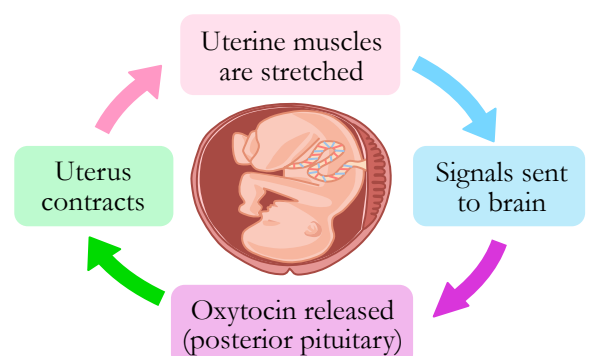 Uterine muscles
are stretched
Signals sent
to brain
Oxytocin released
(posterior pituitary)
Uterus
contracts